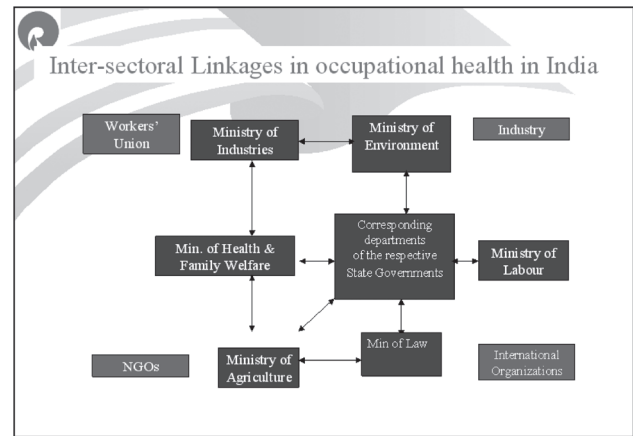 Inter-sectoral Linkages in occupational health in India
Workers'
Union
Ministry of
Industries
Ministry of
Environment
Industry
Corresponding
departments
of the respective
State Governments
Min. of Health &
Family Welfare
Ministry of
Labour
Min of Law
NGOs
Ministry of
Agriculture
International
Organizations